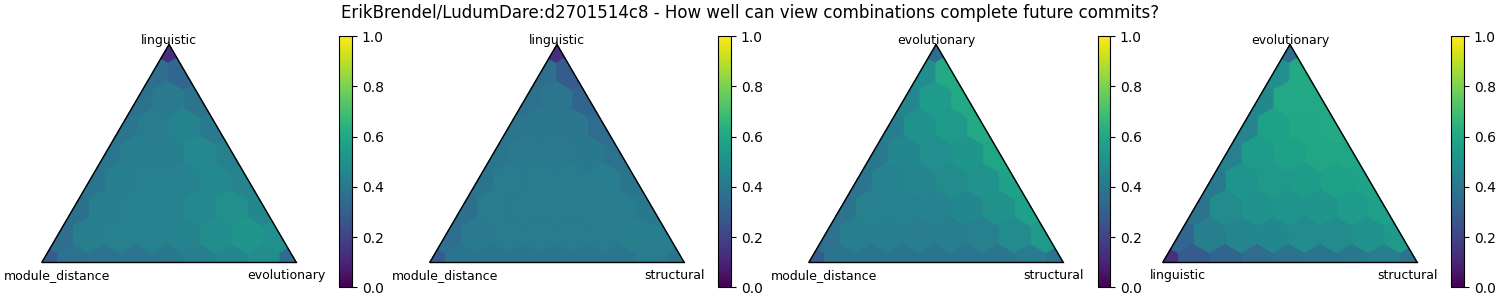 ErikBrendel/LudumDare:d2701514c8 - How well can view combinations complete future commits?
linguistic
module_distance
evolutionary
1.0
0.8
0.6
0.4
0.2
0.0
linguistic
module_distance
structural
1.0
0.8
0.6
0.4
0.2
0.0
evolutionary
module_distance
structural
1.0
0.8
0.6
0.4
0.2
0.0
evolutionary
linguistic
structural
1.0
0.8
0.6
0.4
0.2
0.0